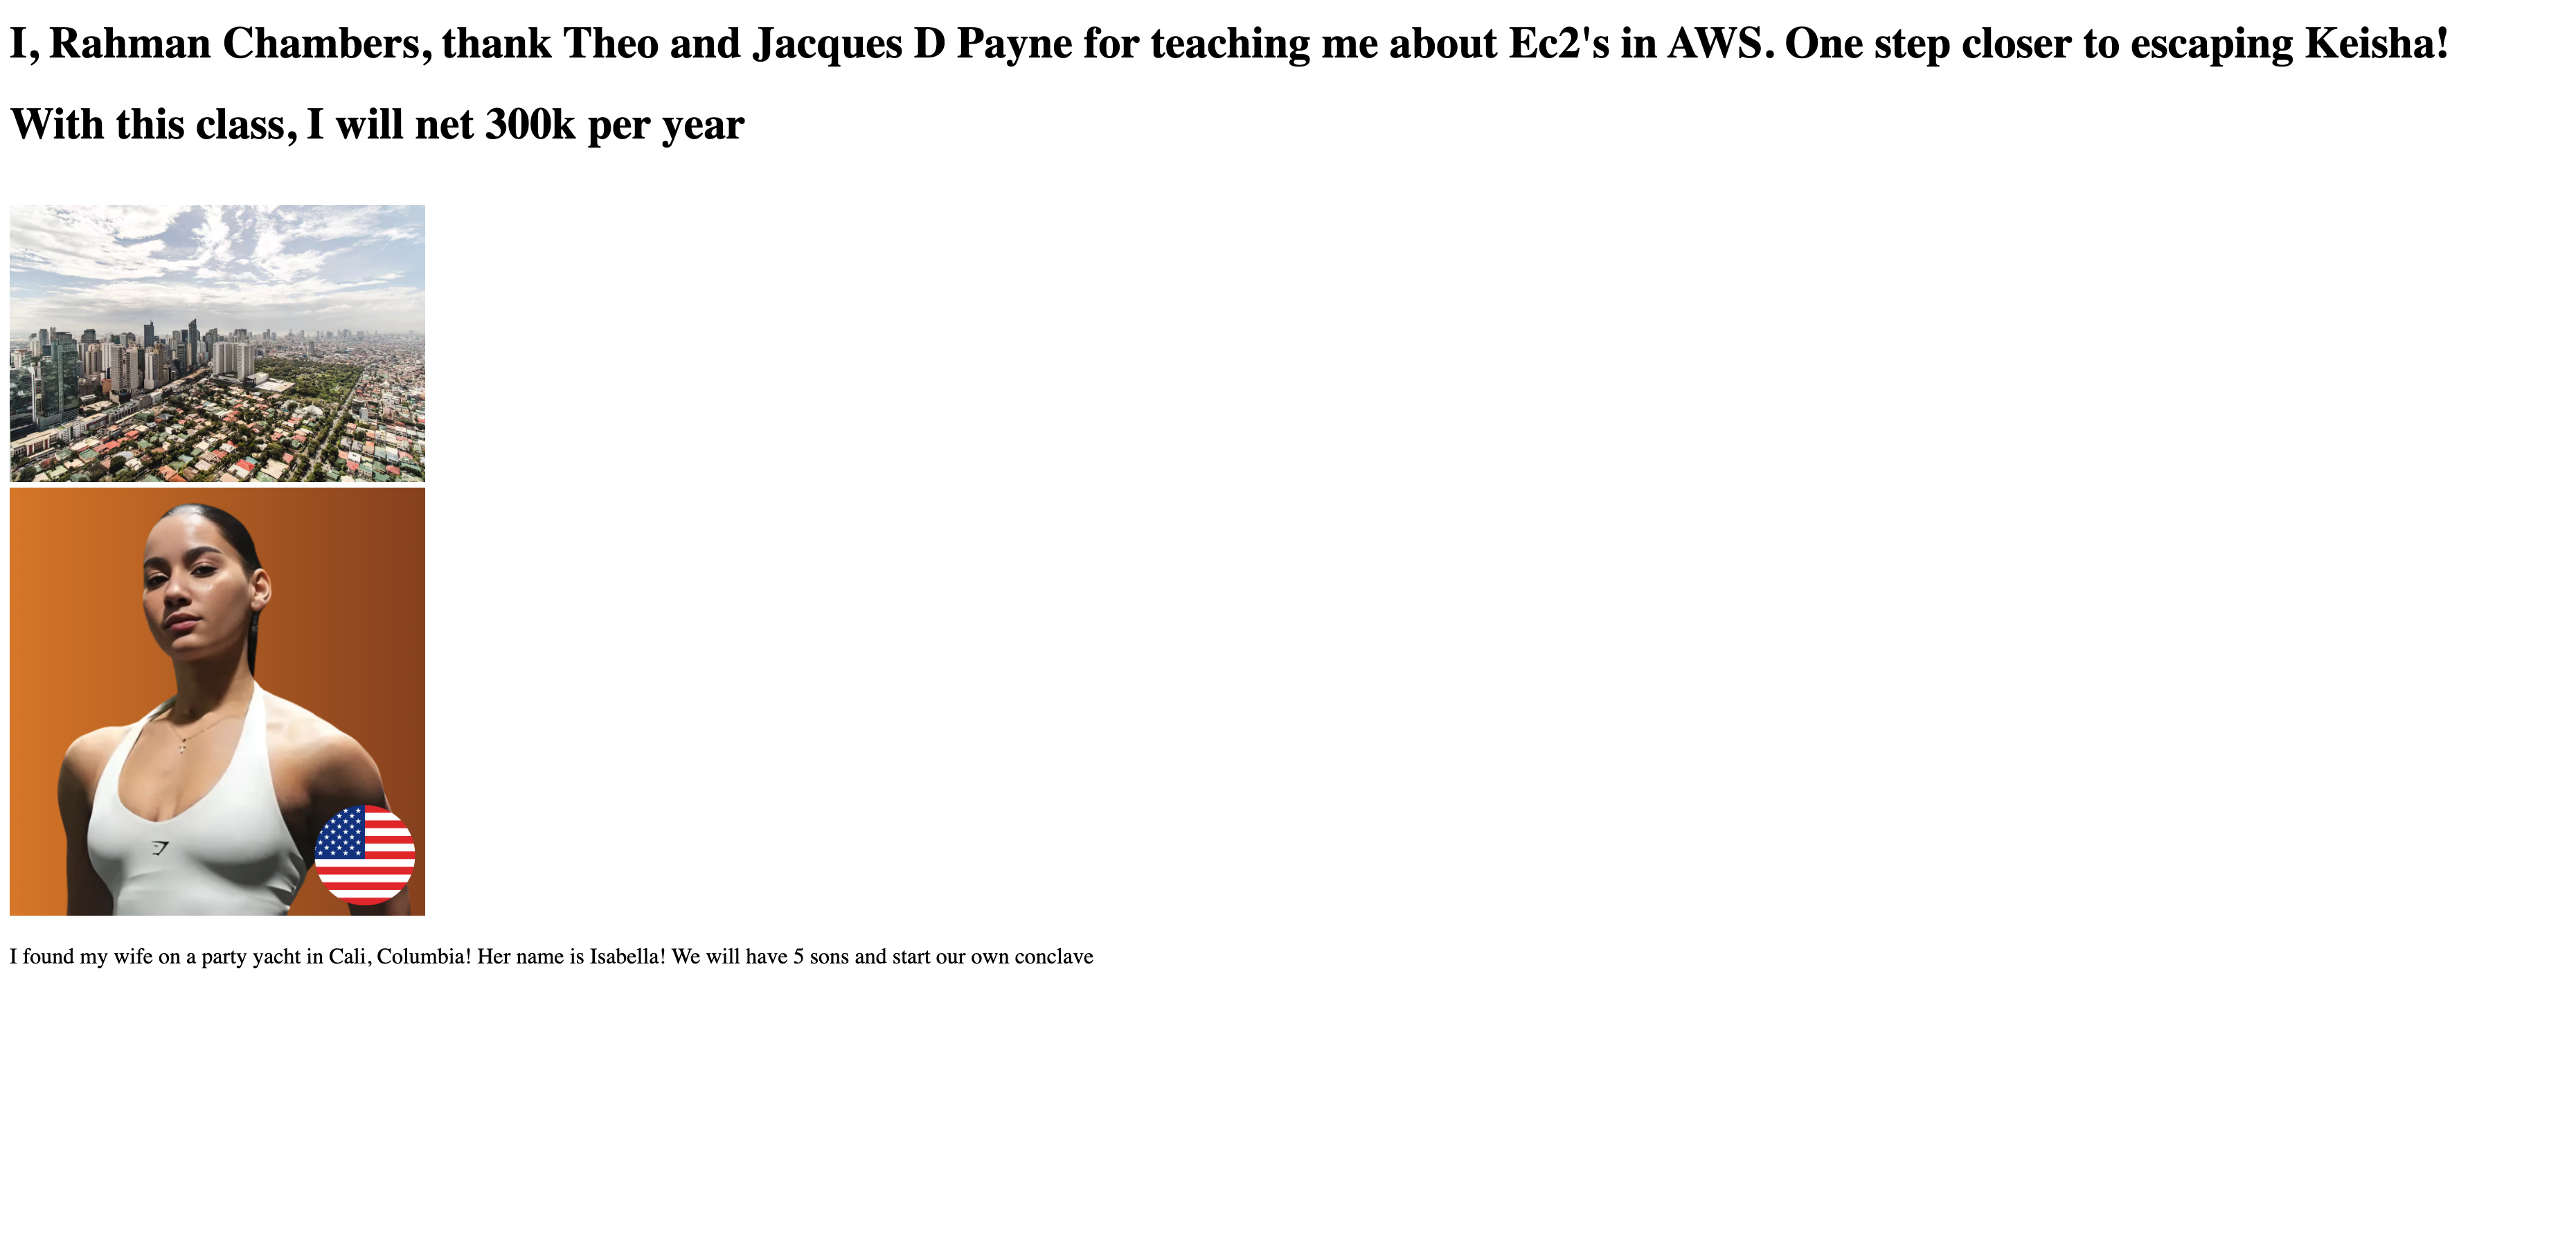 I, Rahman Chambers, thank Theo and Jacques D Payne for teaching me about Ec2's in AWS. One step closer to escaping Keisha!
With this class, I will net 300k per year
I found my wife on a party yacht in Cali, Columbia! Her name is Isabella! We will have 5 sons and start our own conclave